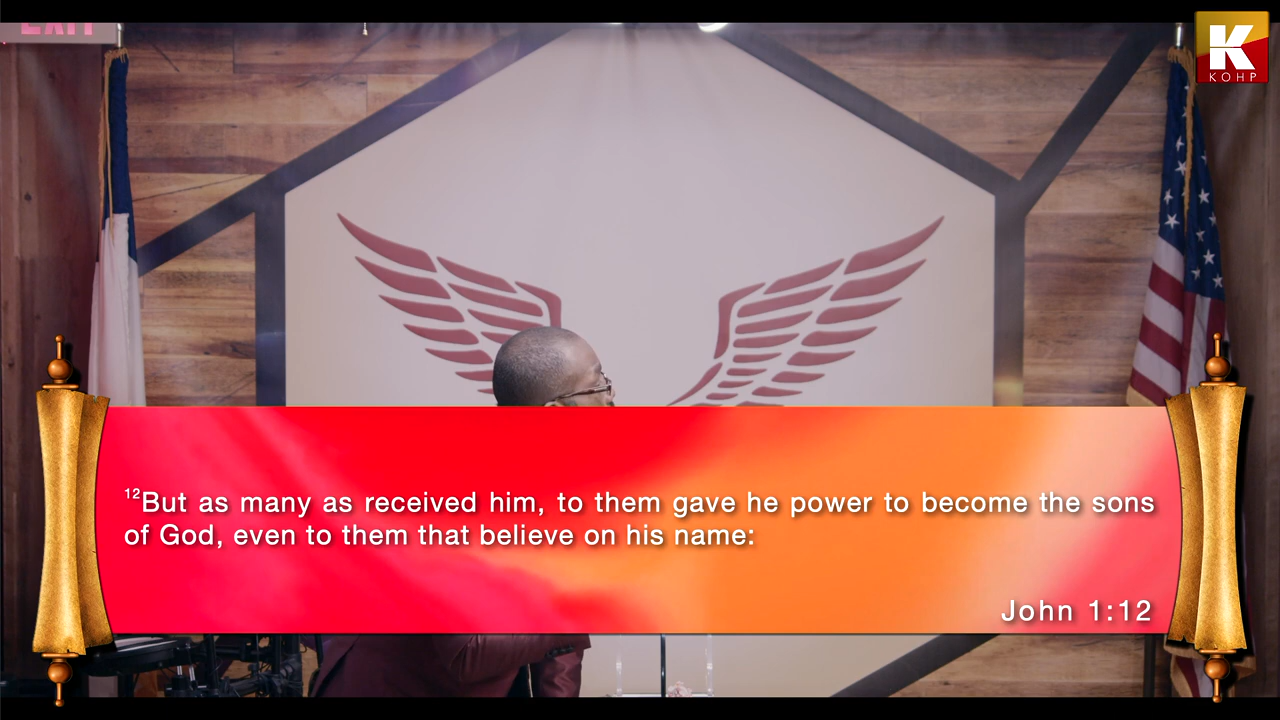 EXIT
K
KOHP
12But as many as received him, to them gave he power to become the sons
of God, even to them that believe on his name:
John 1:12